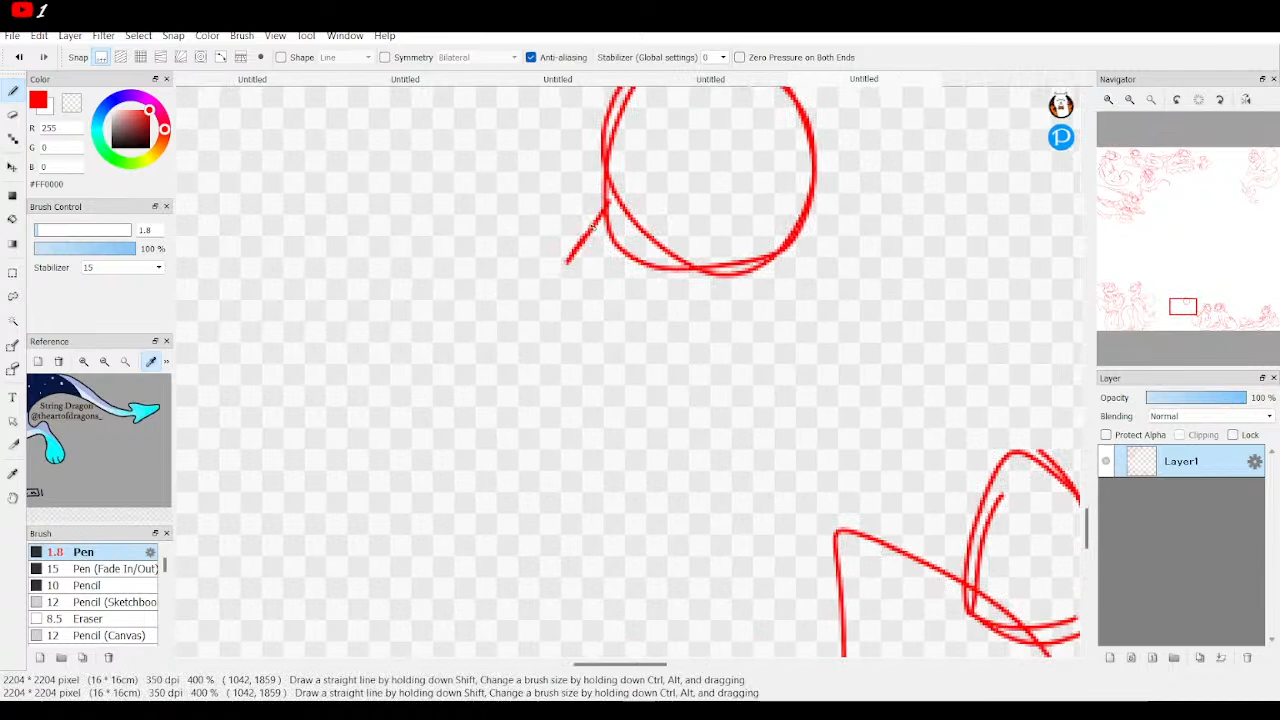 1
File Edit Layer Filter Select Snap Color Brush View Tool Window Help
Snap Shape Line Symmetry Bilateral Anti-aliasing Stabilizer (Global settings) 0 Zero Pressure on Both Ends
Color Untitled Untitled Untitled Untitled Untitled Navigator
R 255
G 0
B 0
#FF0000
Brush Control
1.8
100 %
Stabilizer 15
Reference
String Dragon
@theartofdragons_
Layer
Opacity 100 %
Blending Normal
Protect Alpha Clipping Lock
Layer1
Brush
1.8 Pen
15 Pen (Fade In/Out)
10 Pencil
12 Pencil (Sketchboo
8.5 Eraser
12 Pencil (Canvas)
2204 * 2204 pixel (16 * 16cm) 350 dpi 400 % ( 1042, 1859 ) Draw a straight line by holding down Shift, Change a brush size by holding down Ctrl, Alt, and dragging
2204 * 2204 pixel (16 * 16cm) 350 dpi 400 % ( 1042, 1859 ) Draw a straight line by holding down Shift, Change a brush size by holding down Ctrl, Alt, and dragging